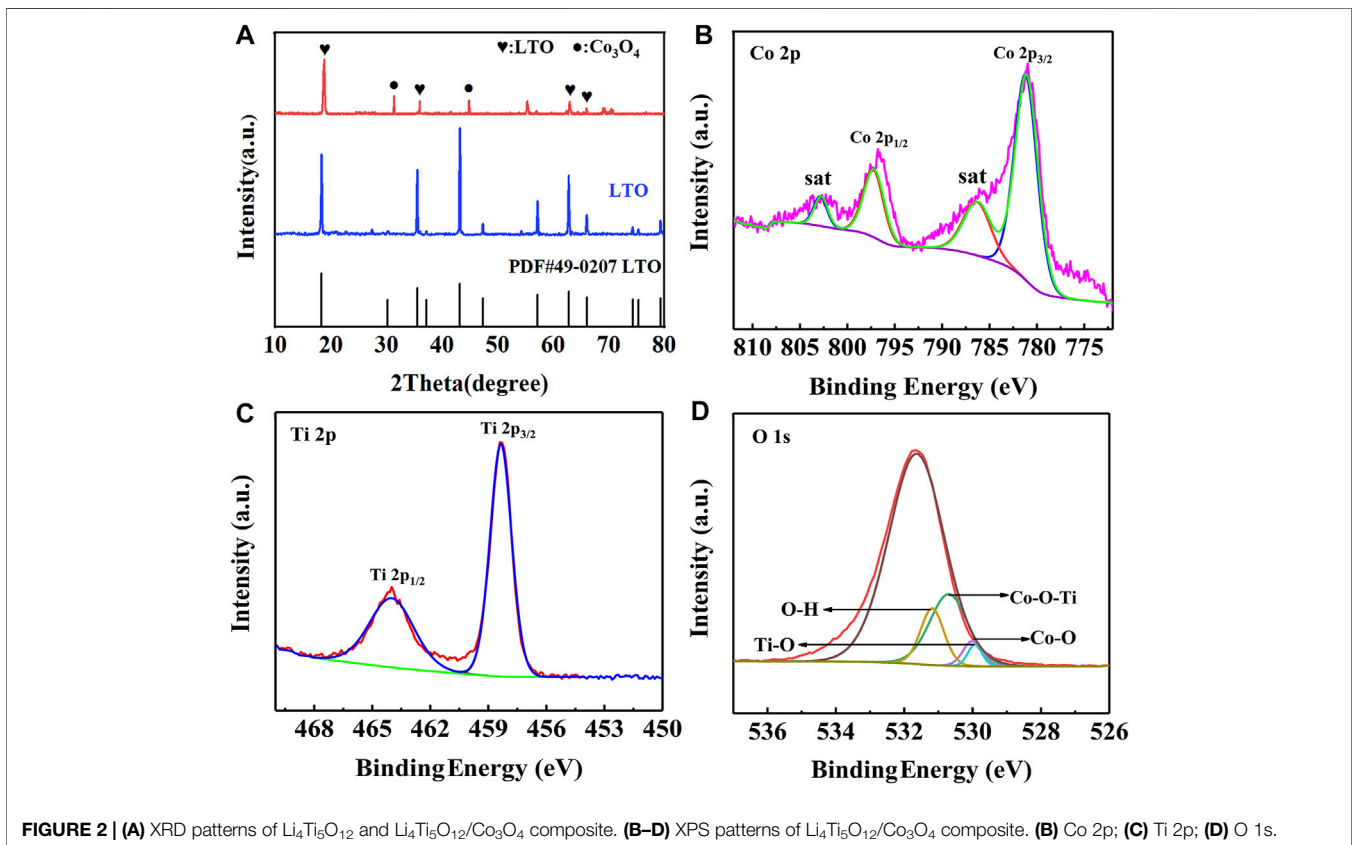 A
♥:LTO ●:Co₃O₄
LTO
PDF#49-0207 LTO
Intensity(a.u.)
10 20 30 40 50 60 70 80
2Theta(degree)
B
Co 2p
Co 2p₃/₂
Co 2p₁/₂
sat
sat
Intensity (a.u.)
810 805 800 795 790 785 780 775
Binding Energy (eV)
C
Ti 2p
Ti 2p₃/₂
Ti 2p₁/₂
Intensity (a.u.)
468 465 462 459 456 453 450
Binding Energy (eV)
D
O 1s
O-H
Co-O-Ti
Ti-O
Co-O
Intensity (a.u.)
536 534 532 530 528 526
Binding Energy (eV)
FIGURE 2 | (A) XRD patterns of Li₄Ti₅O₁₂ and Li₄Ti₅O₁₂/Co₃O₄ composite. (B–D) XPS patterns of Li₄Ti₅O₁₂/Co₃O₄ composite. (B) Co 2p; (C) Ti 2p; (D) O 1s.